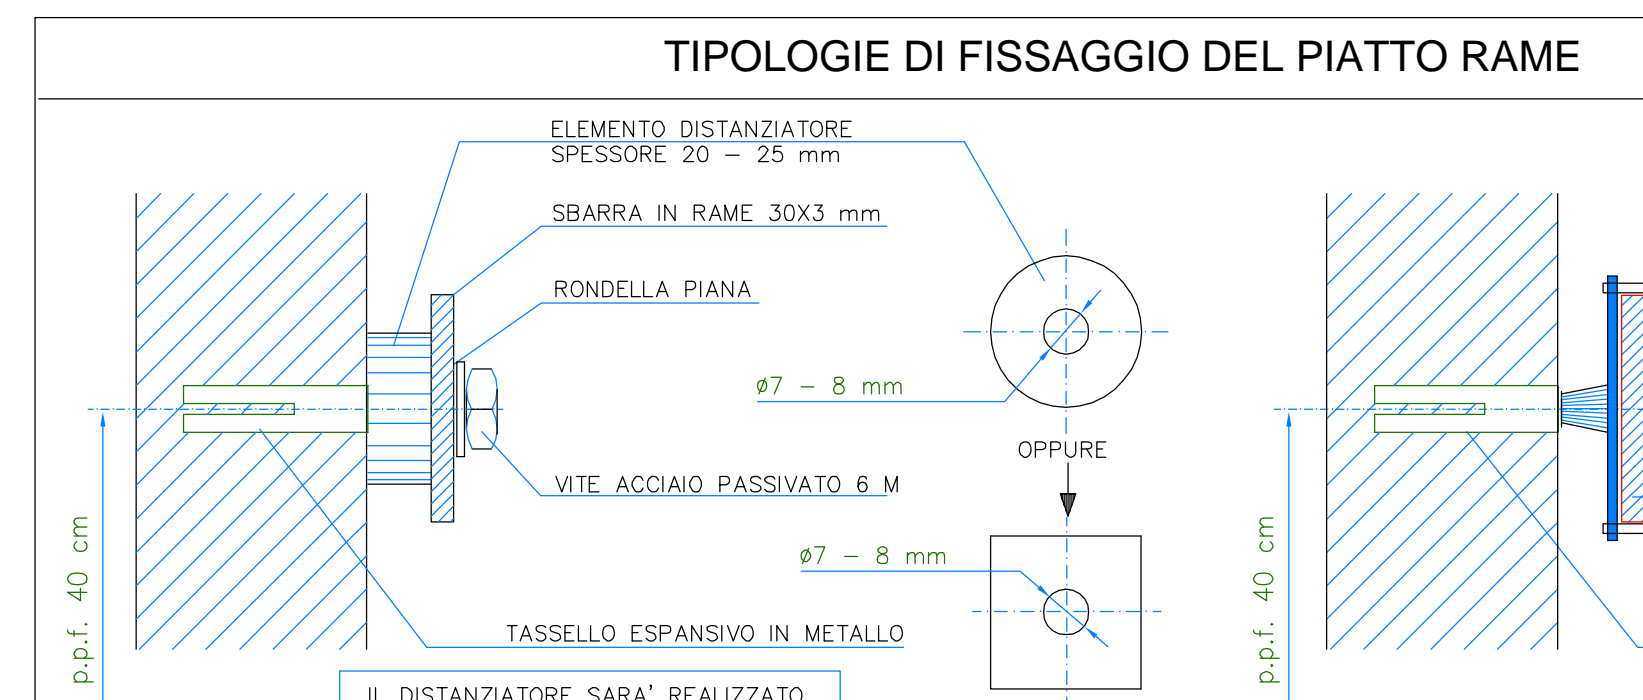 TIPOLOGIE DI FISSAGGIO DEL PIATTO RAME
ELEMENTO DISTANZIATORE
SPESSORE 20 – 25 mm
SBARRA IN RAME 30X3 mm
RONDELLA PIANA
ø7 – 8 mm
OPPURE
VITE ACCIAIO PASSIVATO 6 M
ø7 – 8 mm
TASSELLO ESPANSIVO IN METALLO
p.p.f. 40 cm
p.p.f. 40 cm
IL DISTANZIATORE SARA' REALIZZATO